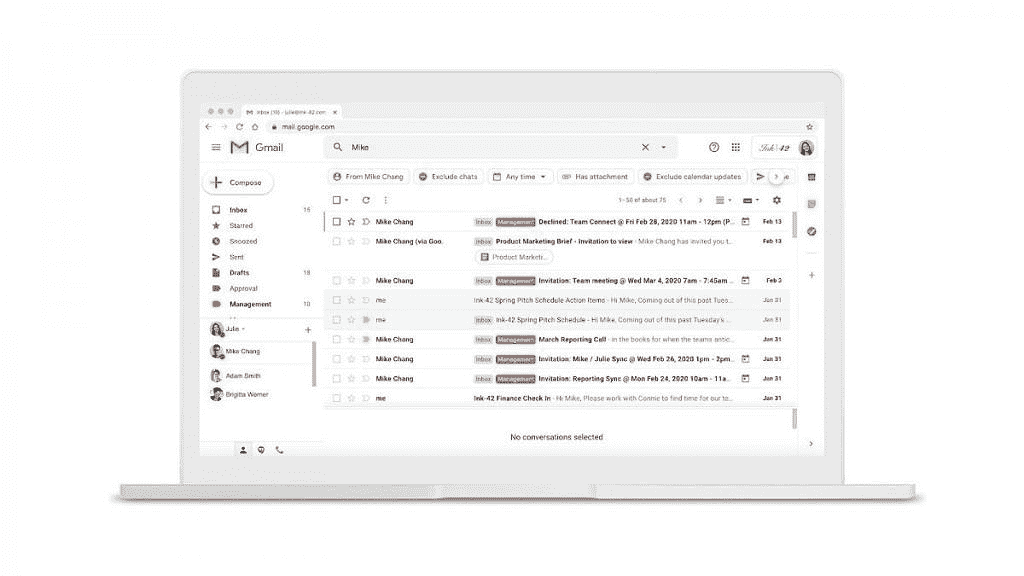 Inbox (15) - julie@ink-42.com
mail.google.com
Gmail
Mike
Ink 42
Compose
From Mike Chang
Exclude chats
Any time
Has attachment
Exclude calendar updates
1-50 of about 75
Inbox 15
Starred
Snoozed
Sent
Drafts 18
Approval
Management 10
Julie
Mike Chang
Adam Smith
Brigitta Werner
Mike Chang Inbox Management Declined: Team Connect @ Fri Feb 28, 2020 11am - 12pm (P... Feb 13
Mike Chang (via Goo. Inbox Product Marketing Brief - Invitation to view - Mike Chang has invited you t... Feb 13
Product Marketi...
Mike Chang Inbox Management Invitation: Team meeting @ Wed Mar 4, 2020 7am - 7:45am... Feb 3
me Ink-42 Spring Pitch Schedule Action Items - Hi Mike, Coming out of this past Tues... Jan 31
me Inbox Ink-42 Spring Pitch Schedule - Hi Mike, Coming out of this past Tuesday's... Jan 31
Mike Chang Inbox Management March Reporting Call - in the books for when the teams antic... Jan 31
Mike Chang Inbox Management Invitation: Mike / Julie Sync @ Wed Feb 26, 2020 1pm - 2pm... Jan 31
Mike Chang Inbox Management Invitation: Reporting Sync @ Mon Feb 24, 2020 10am - 11a... Jan 31
me Ink-42 Finance Check In - Hi Mike, Please work with Connie to find time for our te... Jan 31
No conversations selected